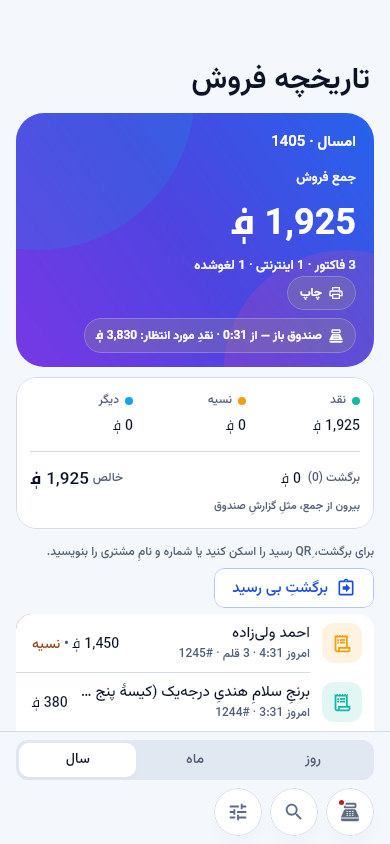 تاریخچه فروش
امسال · 1405
جمع فروش
1,925 ؋
3 فاکتور · 1 اینترنتی · 1 لغوشده
چاپ
صندوق باز — از 0:31 · نقدِ مورد انتظار: 3,830 ؋
نقد
1,925 ؋
نسیه
0 ؋
دیگر
0 ؋
برگشت (0) 0 ؋
خالص 1,925 ؋
بیرون از جمع، مثلِ گزارشِ صندوق
برای برگشت، QR رسید را اسکن کنید یا شماره و نامِ مشتری را بنویسید.
برگشتِ بی رسید
احمد ولی‌زاده
امروز 4:31 · 3 قلم · #1245
1,450 ؋ • نسیه
برنجِ سلامِ هندیِ درجه‌یک (کیسهٔ پنج ...
امروز 3:31 · #1244
380 ؋
روز
ماه
سال